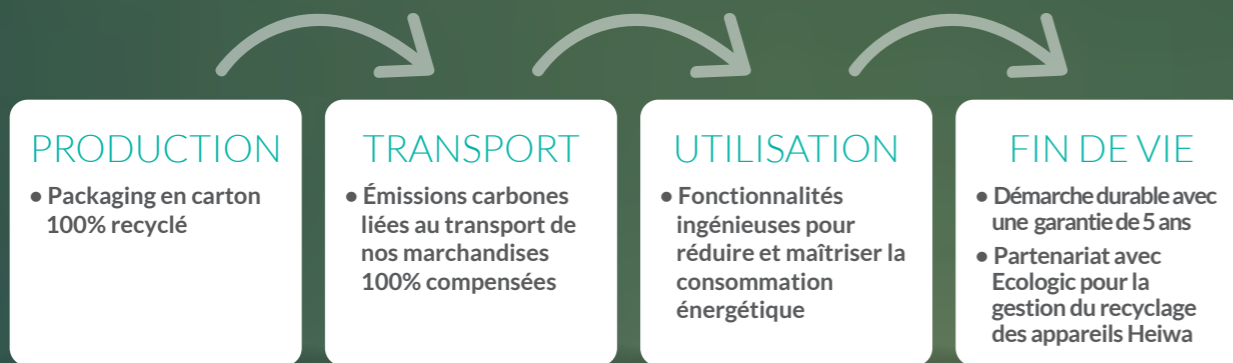 PRODUCTION
• Packaging en carton
100% recyclé
TRANSPORT
• Émissions carbones
liées au transport de
nos marchandises
100% compensées
UTILISATION
• Fonctionnalités
ingénieuses pour
réduire et maîtriser la
consommation
énergétique
FIN DE VIE
• Démarche durable avec
une garantie de 5 ans
• Partenariat avec
Ecologic pour la
gestion du recyclage
des appareils Heiwa